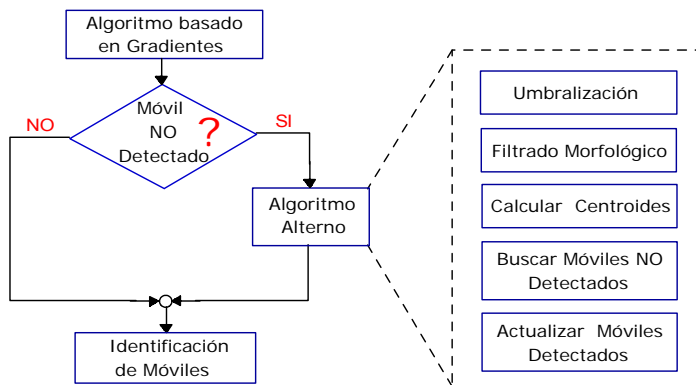 Algoritmo basado
en Gradientes
Móvil
NO
Detectado
?
NO
SI
Algoritmo
Alterno
Identificación
de Móviles
Umbralización
Filtrado Morfológico
Calcular Centroides
Buscar Móviles NO
Detectados
Actualizar Móviles
Detectados